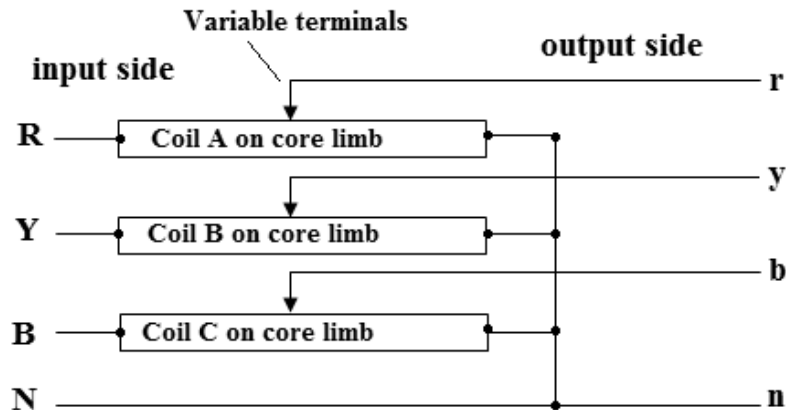 Variable terminals
input side
output side
r
R
Coil A on core limb
y
Y
Coil B on core limb
b
B
Coil C on core limb
N
n